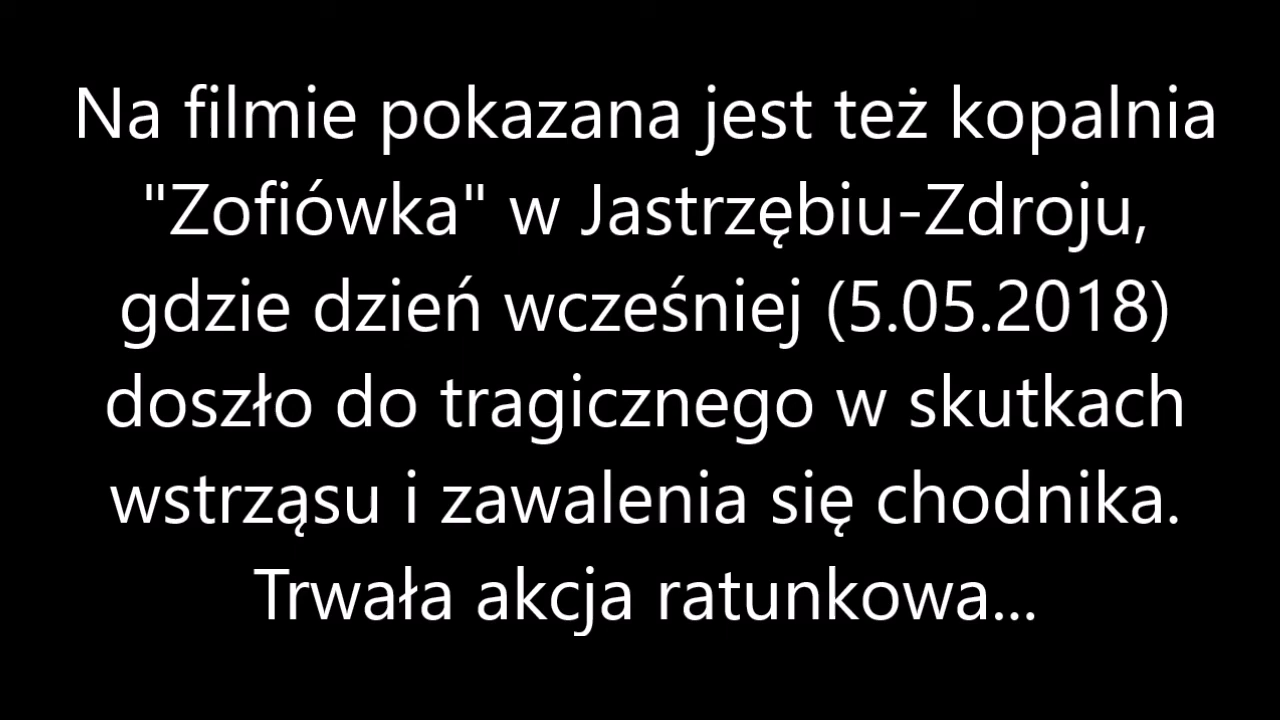 Na filmie pokazana jest też kopalnia
"Zofiówka" w Jastrzębiu-Zdroju,
gdzie dzień wcześniej (5.05.2018)
doszło do tragicznego w skutkach
wstrząsu i zawalenia się chodnika.
Trwała akcja ratunkowa...